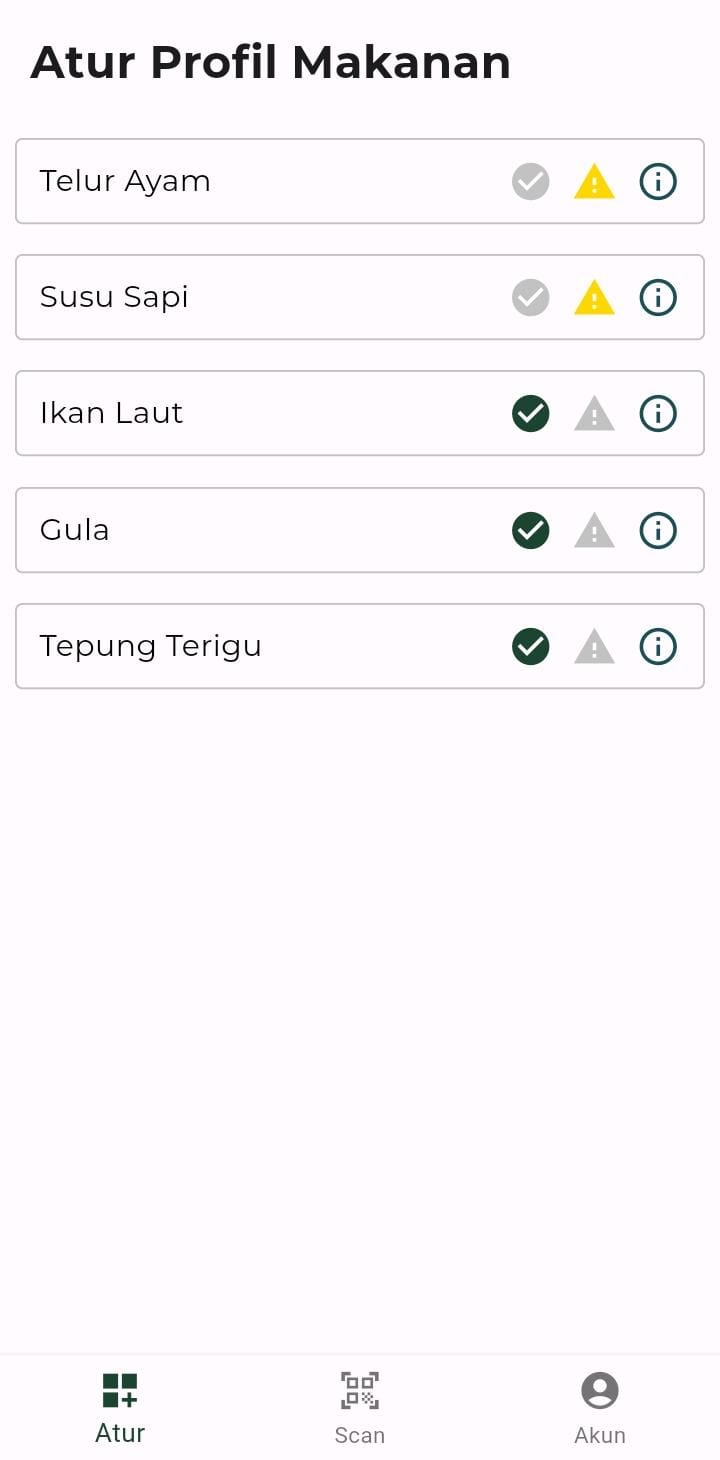 Atur Profil Makanan
Telur Ayam
Susu Sapi
Ikan Laut
Gula
Tepung Terigu
Atur
Scan
Akun